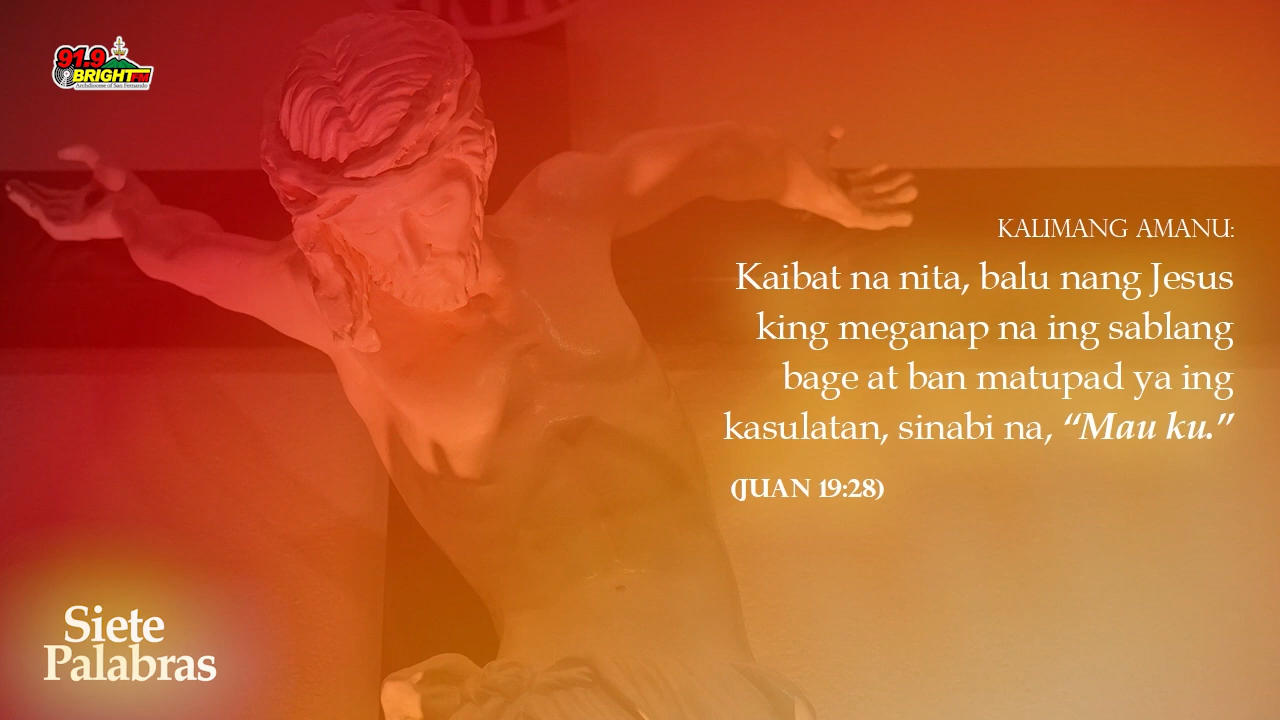 91.9
BRIGHT FM
Archdiocese of San Fernando
KALIMANG AMANU:
Kaibat na nita, balu nang Jesus
king meganap na ing sablang
bage at ban matupad ya ing
kasulatan, sinabi na, “Mau ku.”
(JUAN 19:28)
Siete
Palabras